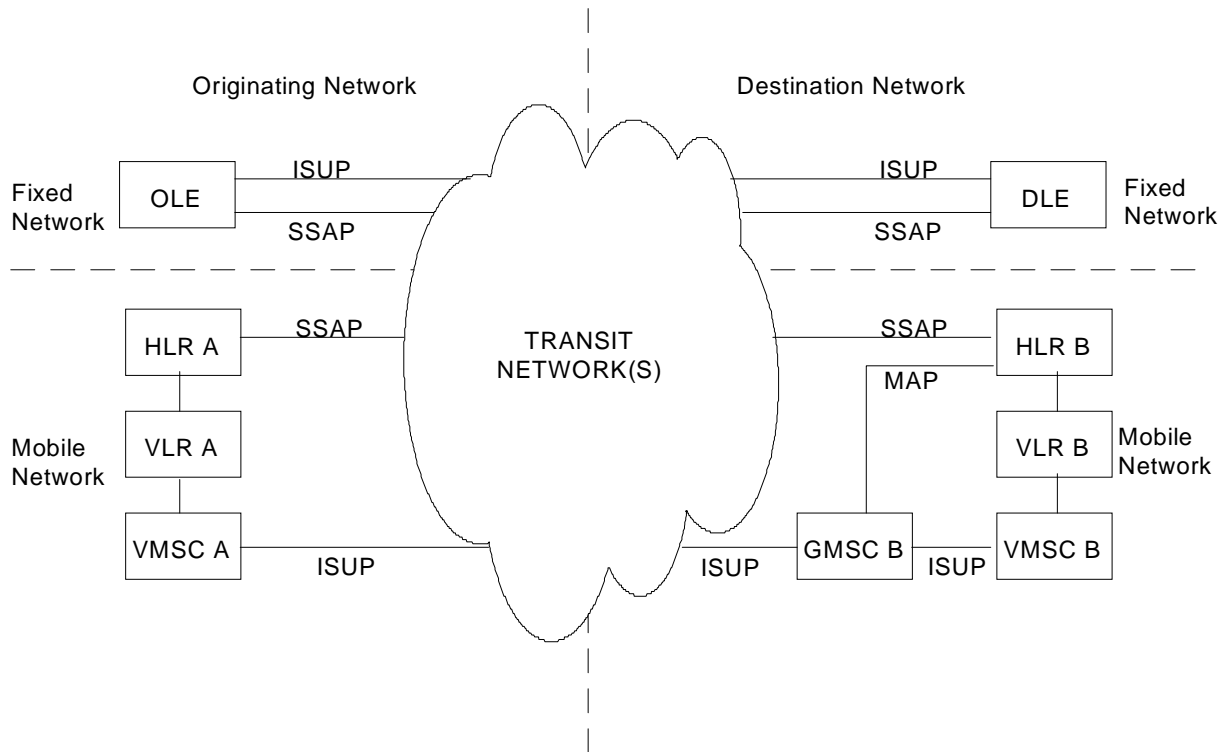 Originating Network
Destination Network
ISUP
ISUP
Fixed
Network
OLE
DLE
Fixed
Network
SSAP
SSAP
HLR A
SSAP
TRANSIT
NETWORK(S)
SSAP
HLR B
MAP
Mobile
Network
VLR A
VLR B
Mobile
Network
VMSC A
ISUP
ISUP
GMSC B
ISUP
VMSC B